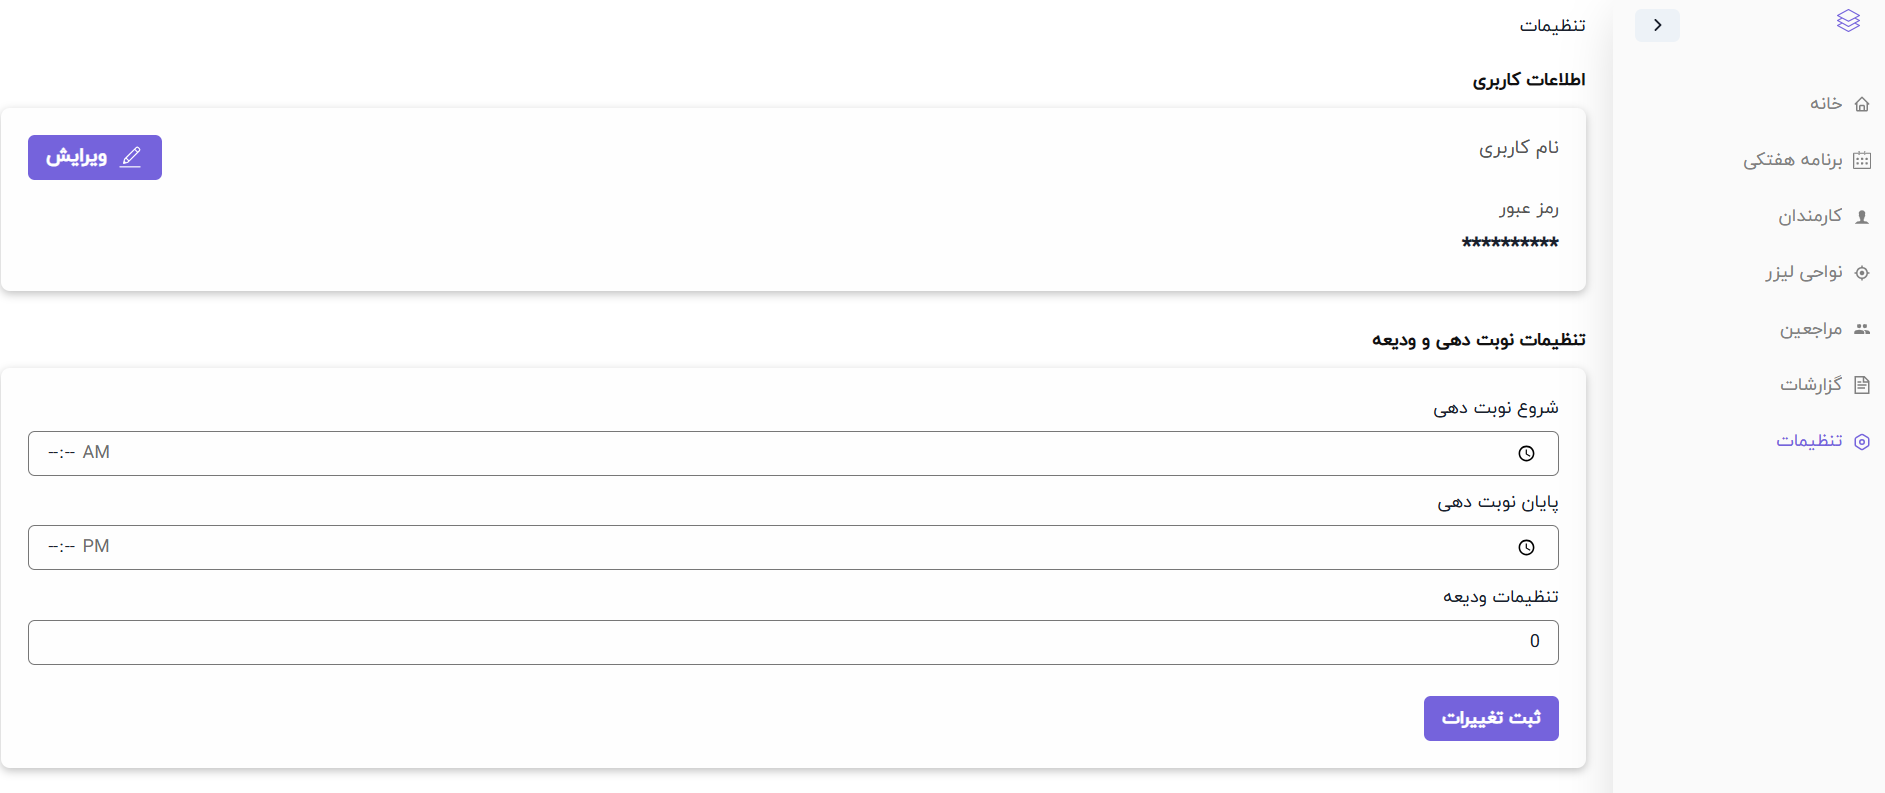 تنظیمات
اطلاعات کاربری
نام کاربری
ویرایش
رمز عبور
**********
تنظیمات نوبت دهی و ودیعه
شروع نوبت دهی
--:-- AM
پایان نوبت دهی
--:-- PM
تنظیمات ودیعه
0
ثبت تغییرات
خانه
برنامه هفتکی
کارمندان
نواحی لیزر
مراجعین
گزارشات
تنظیمات